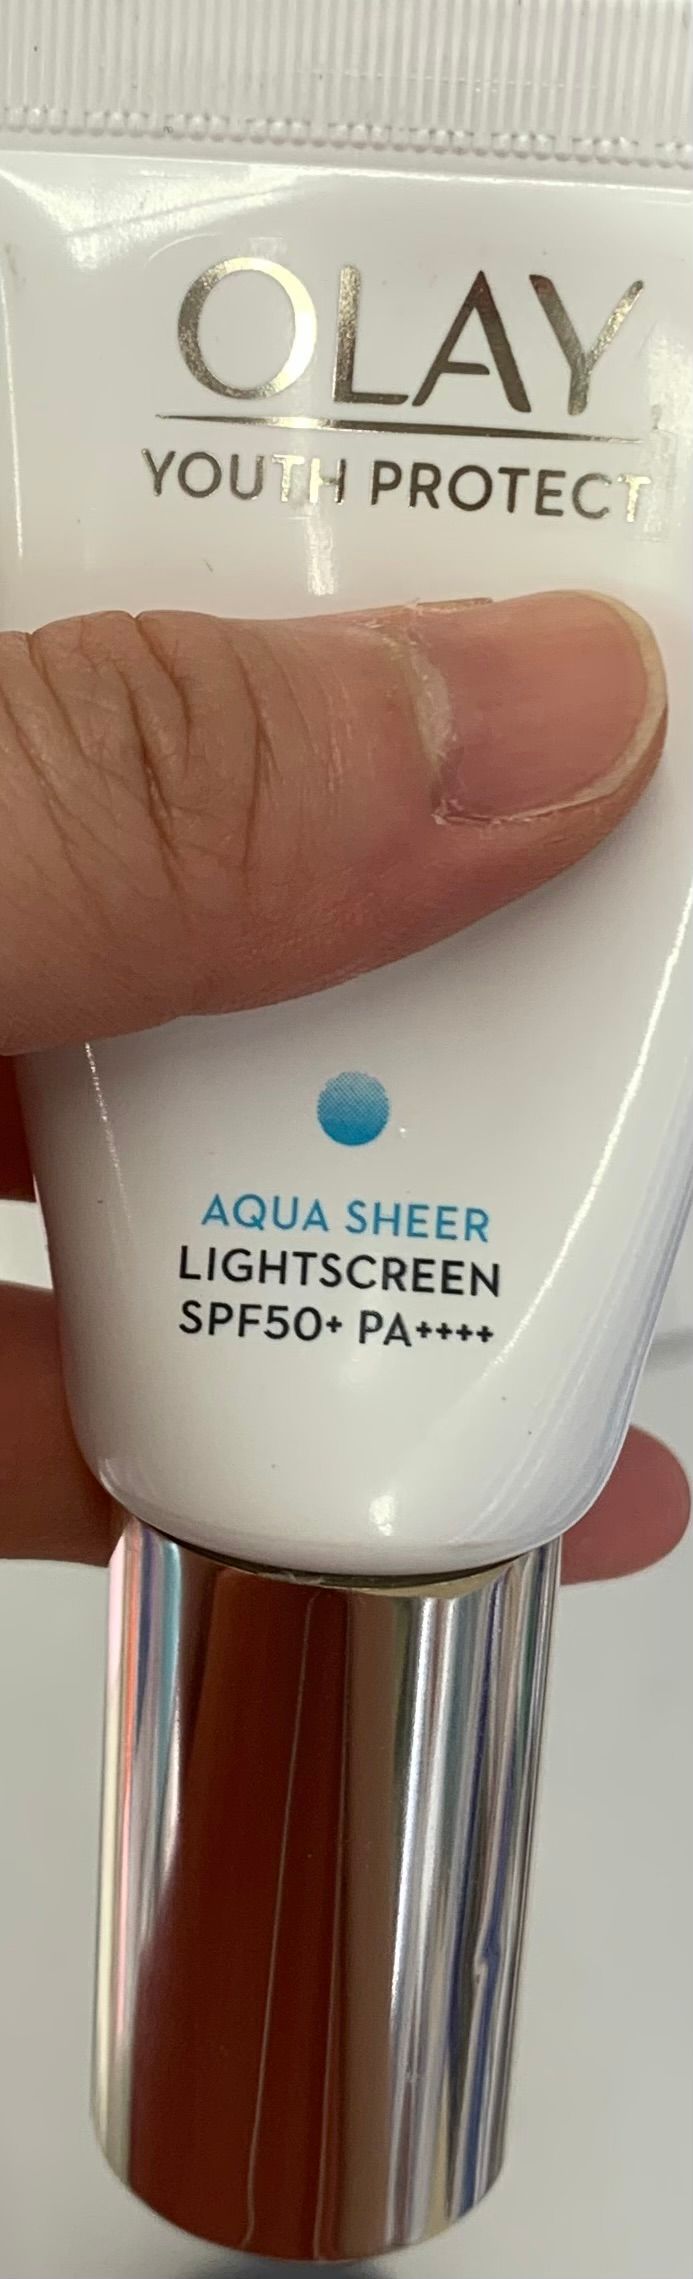 OLAY
YOUTH PROTECT
AQUA SHEER
LIGHTSCREEN
SPF50+ PA++++